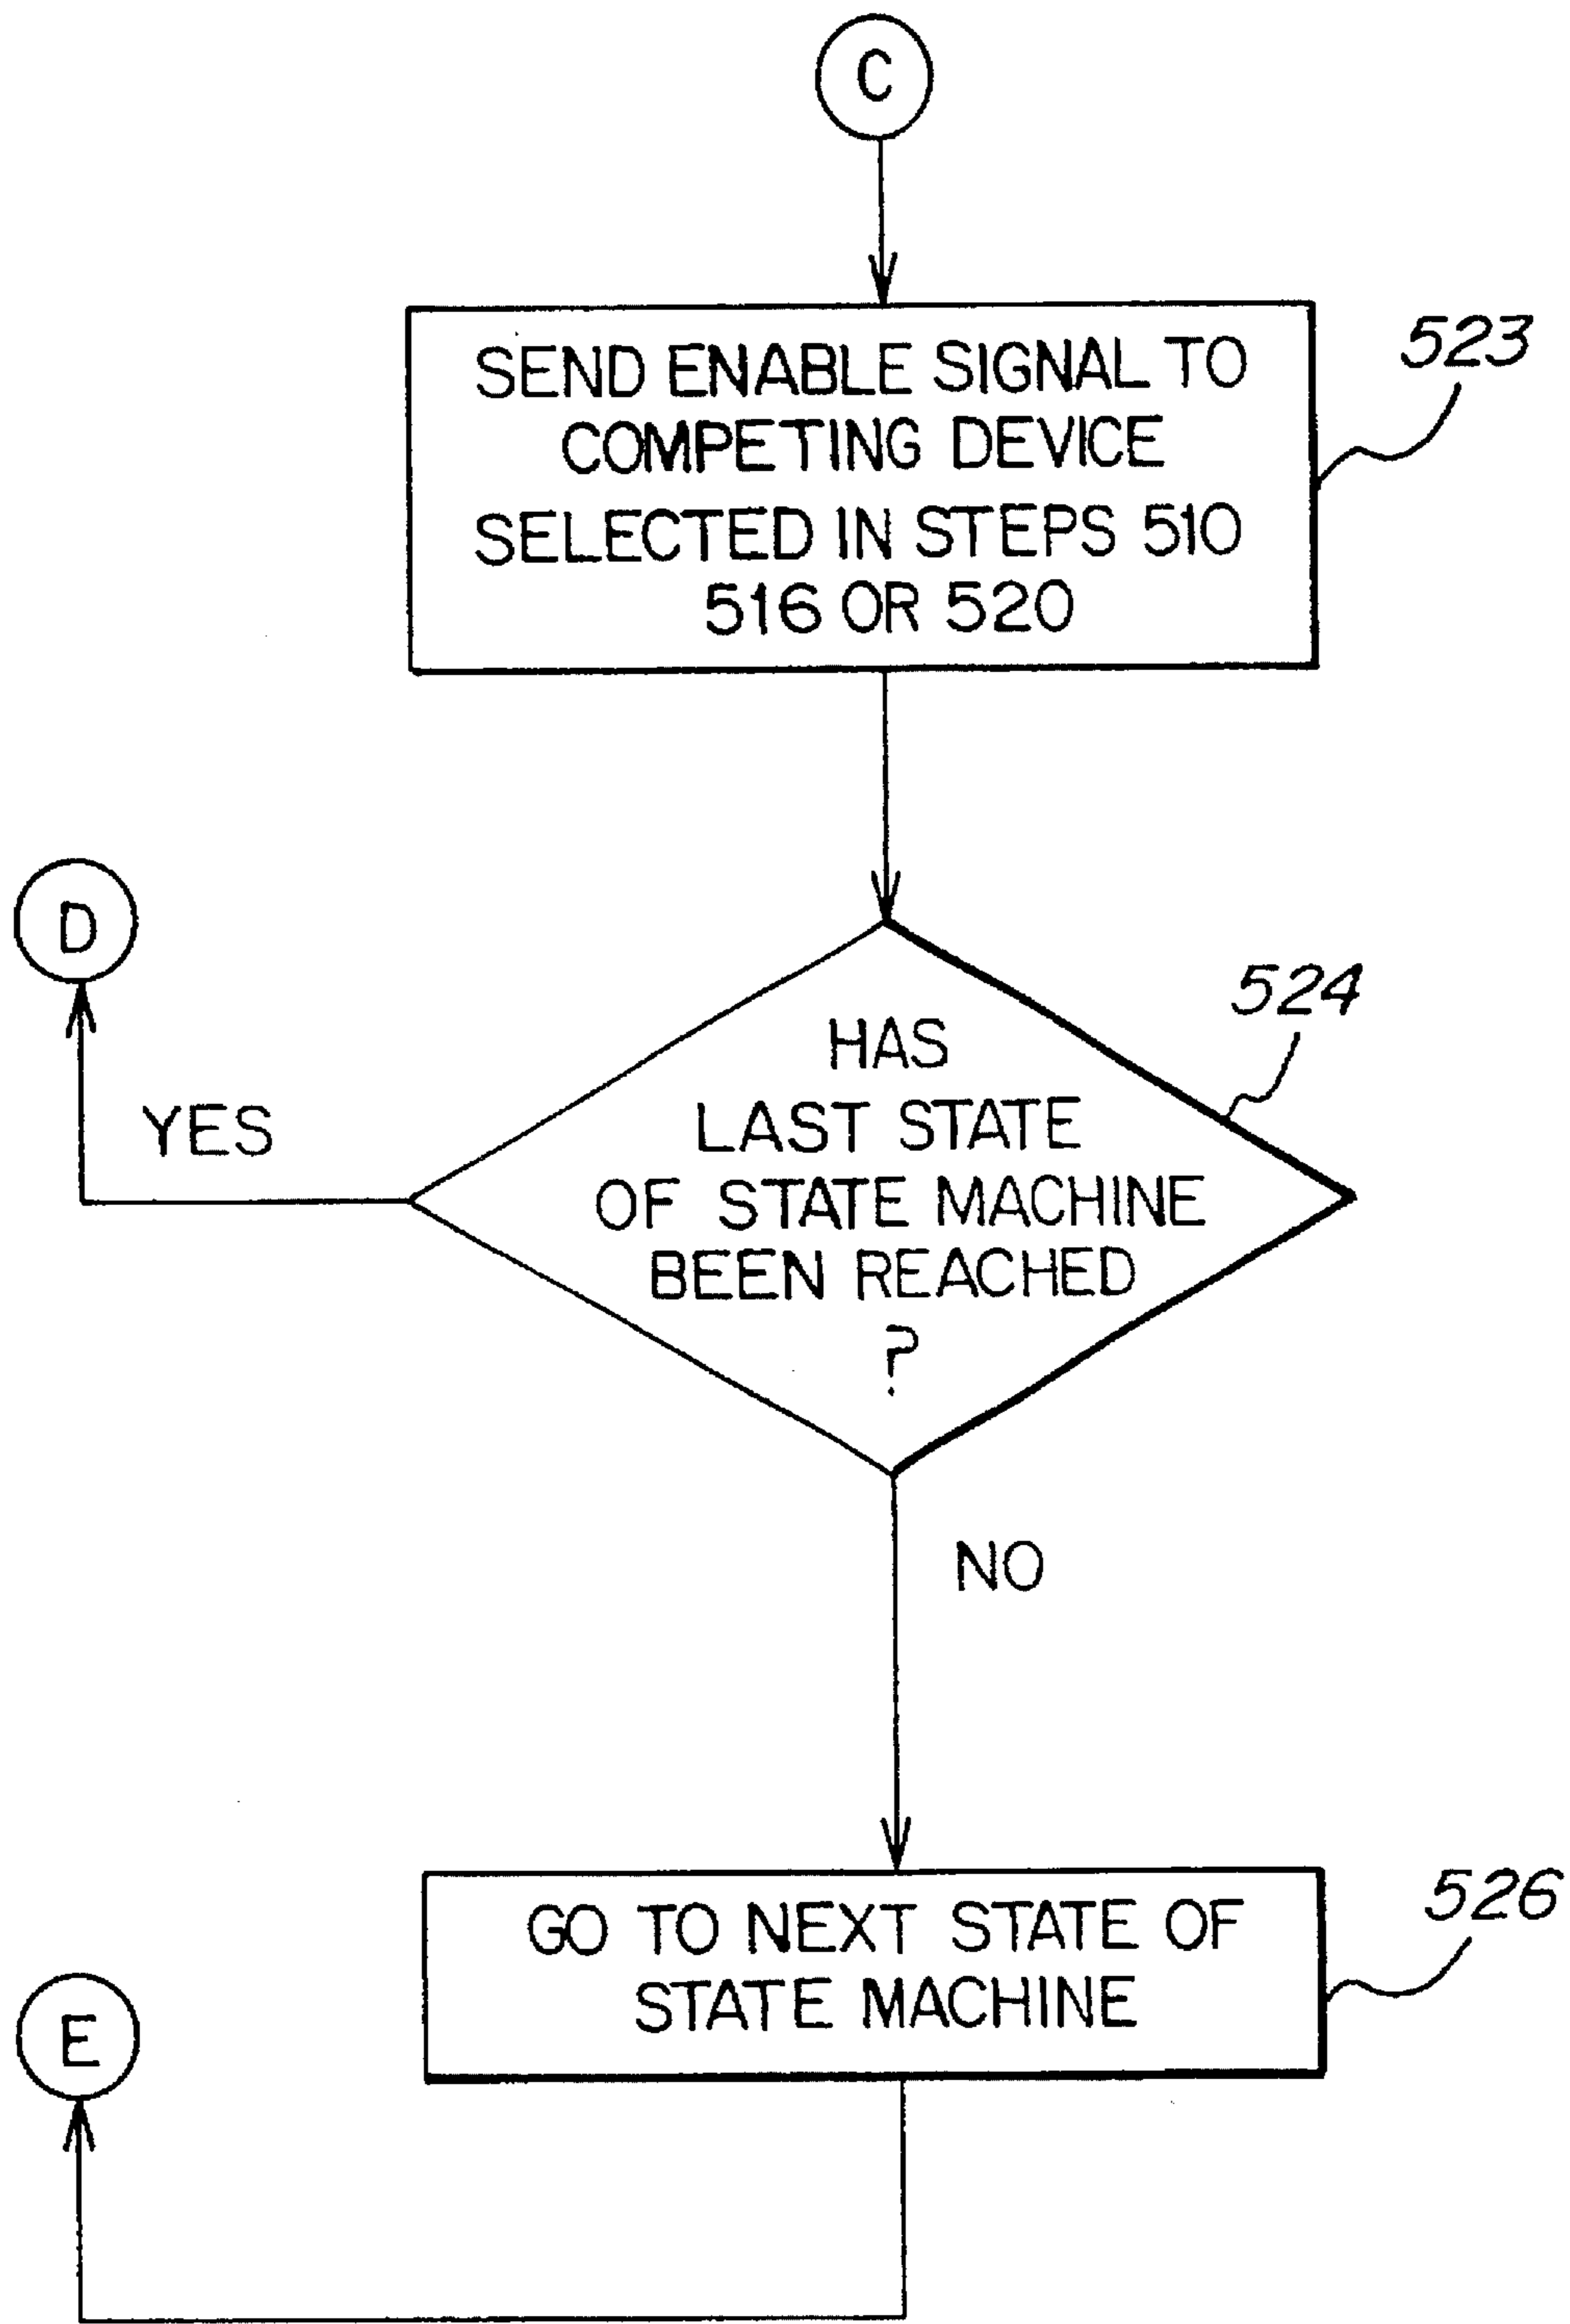 C
SEND ENABLE SIGNAL TO
COMPETING DEVICE
SELECTED IN STEPS 510
516 OR 520
523
D
YES
524
HAS
LAST STATE
OF STATE MACHINE
BEEN REACHED
?
NO
GO TO NEXT STATE OF
STATE MACHINE
526
E